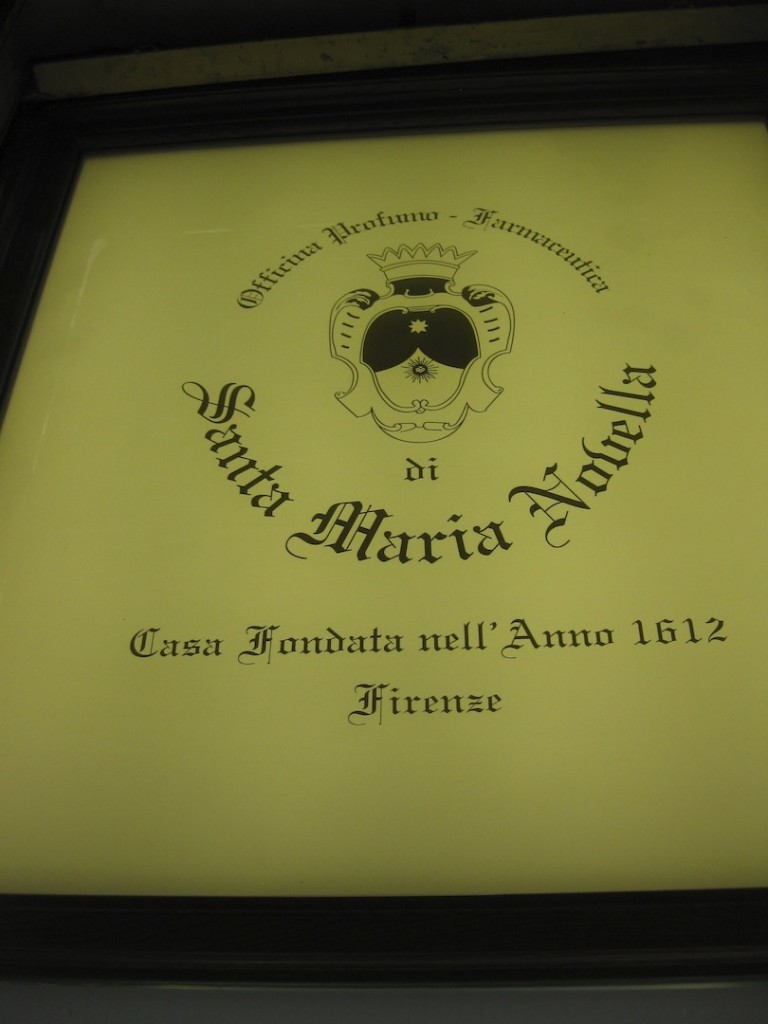 Officina Profumo - Farmaceutica
di
Santa Maria Novella
Casa Fondata nell'Anno 1612
Firenze